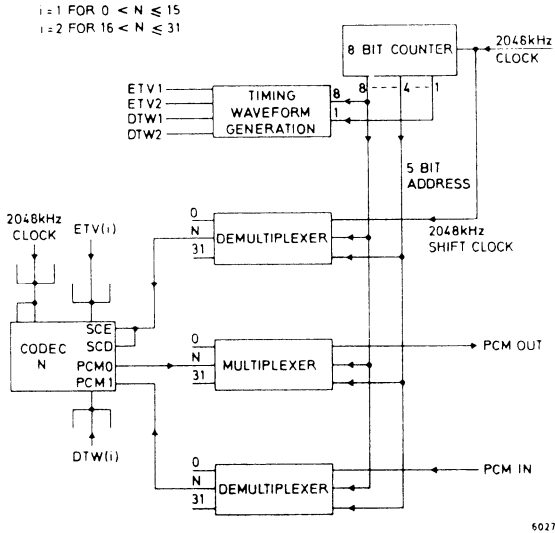 i = 1 FOR 0 < N ≤ 15
i = 2 FOR 16 < N ≤ 31
8 BIT COUNTER
2048kHz
CLOCK
8 - - - - 4 - - 1
ETV1
ETV2
DTW1
DTW2
TIMING
WAVEFORM
GENERATION
8
1
5 BIT
ADDRESS
2048kHz
CLOCK
ETV(i)
0
N
31
DEMULTIPLEXER
2048kHz
SHIFT CLOCK
CODEC
N
SCE
SCD
PCM0
PCM1
0
N
31
MULTIPLEXER
PCM OUT
DTW(i)
0
N
31
DEMULTIPLEXER
PCM IN
6027